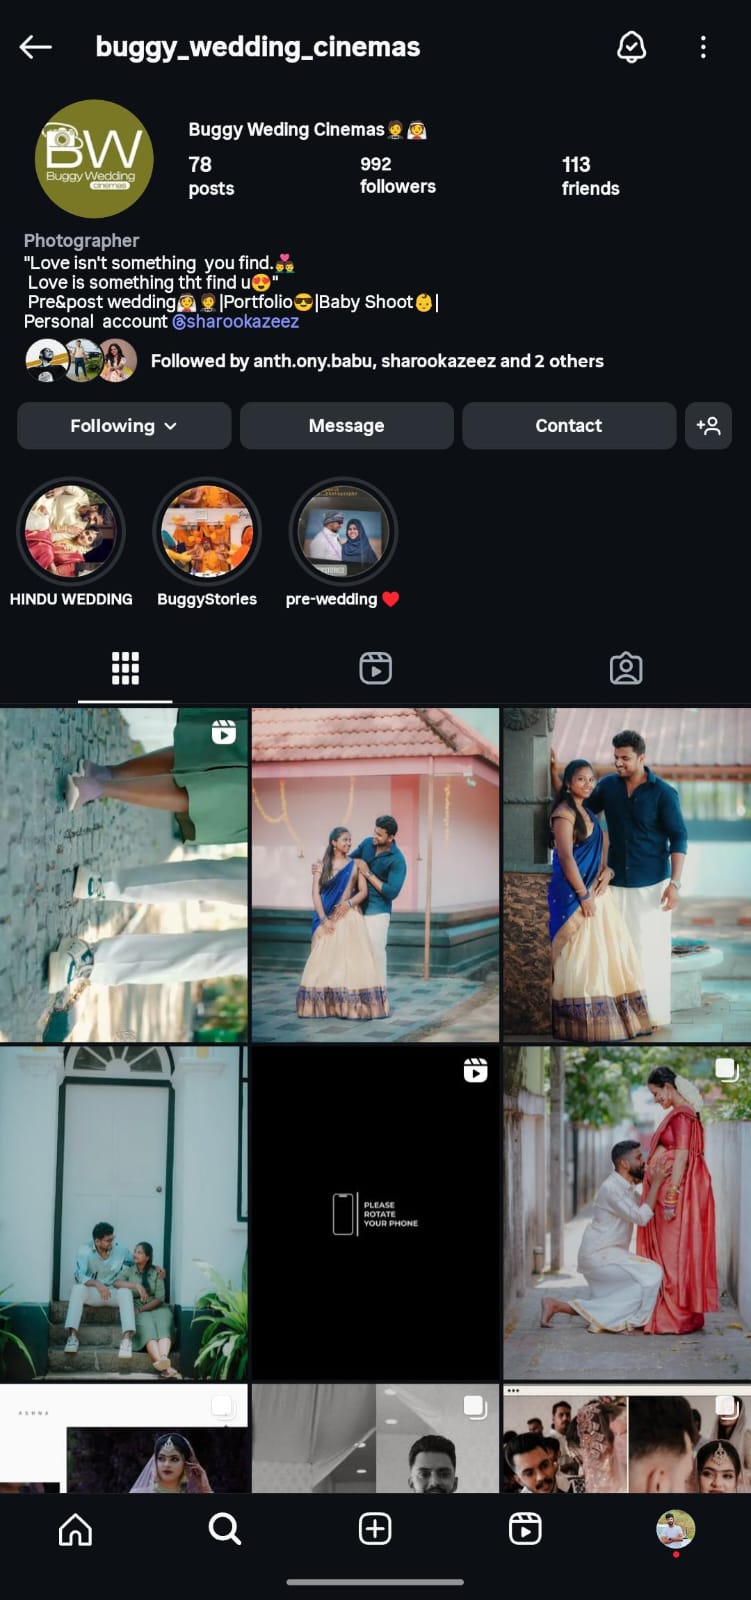 buggy_wedding_cinemas
BW
Buggy Wedding
cinemas
Buggy Weding Cinemas🤵👰
78
posts
992
followers
113
friends
Photographer
"Love isn't something you find.💑
Love is something tht find u😍"
Pre&post wedding👰🤵|Portfolio😎|Baby Shoot👶|
Personal account @sharookazeez
Followed by anth.ony.babu, sharookazeez and 2 others
Following
Message
Contact
HINDU WEDDING
BuggyStories
pre-wedding ❤️
PLEASE
ROTATE
YOUR PHONE
ASHNA